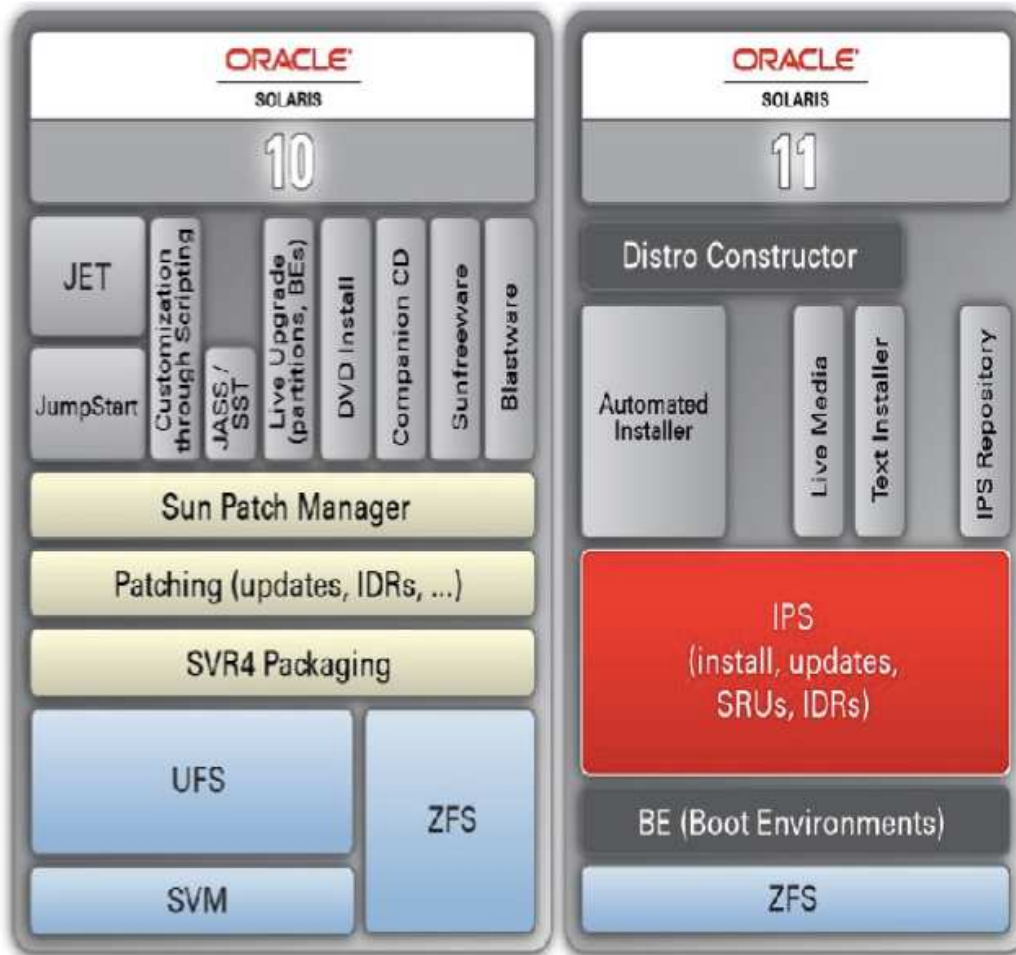 ORACLE
SOLARIS
10
JET
JumpStart
Customization
through Scripting
JASS /
SST
Live Upgrade
(partitions, BEs)
DVD Install
Companion CD
Sunfreeware
Blastware
Sun Patch Manager
Patching (updates, IDRs, ...)
SVR4 Packaging
UFS
SVM
ZFS
ORACLE
SOLARIS
11
Distro Constructor
Automated
Installer
Live Media
Text Installer
IPS Repository
IPS
(install, updates,
SRUs, IDRs)
BE (Boot Environments)
ZFS